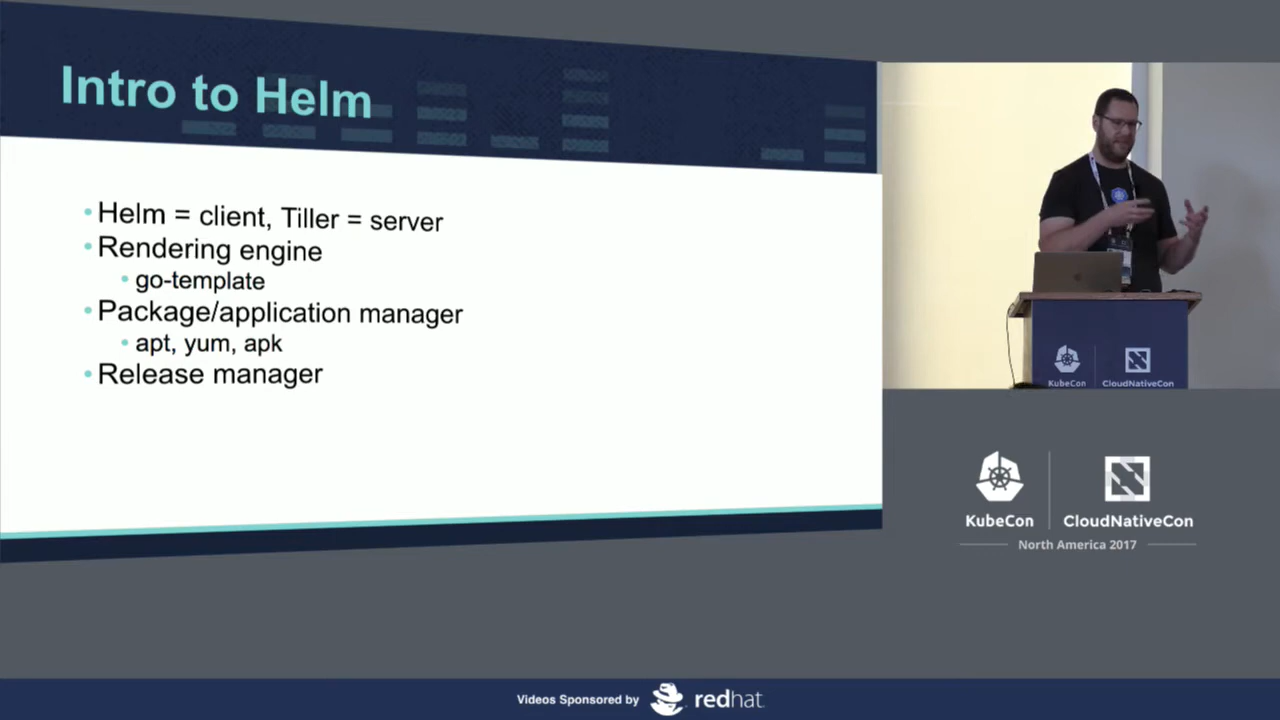 Intro to Helm
Helm = client, Tiller = server
Rendering engine
go-template
Package/application manager
apt, yum, apk
Release manager
KubeCon
CloudNativeCon
KubeCon
CloudNativeCon
North America 2017
Videos Sponsored by redhat